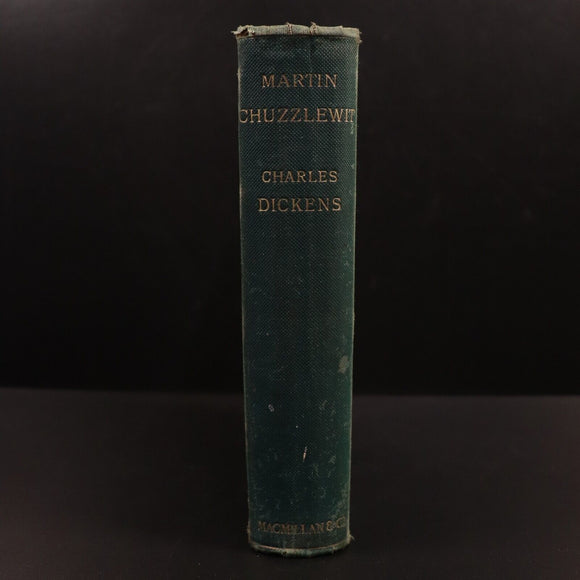 MARTIN
CHUZZLEWIT
CHARLES
DICKENS
MACMILLAN & CO.